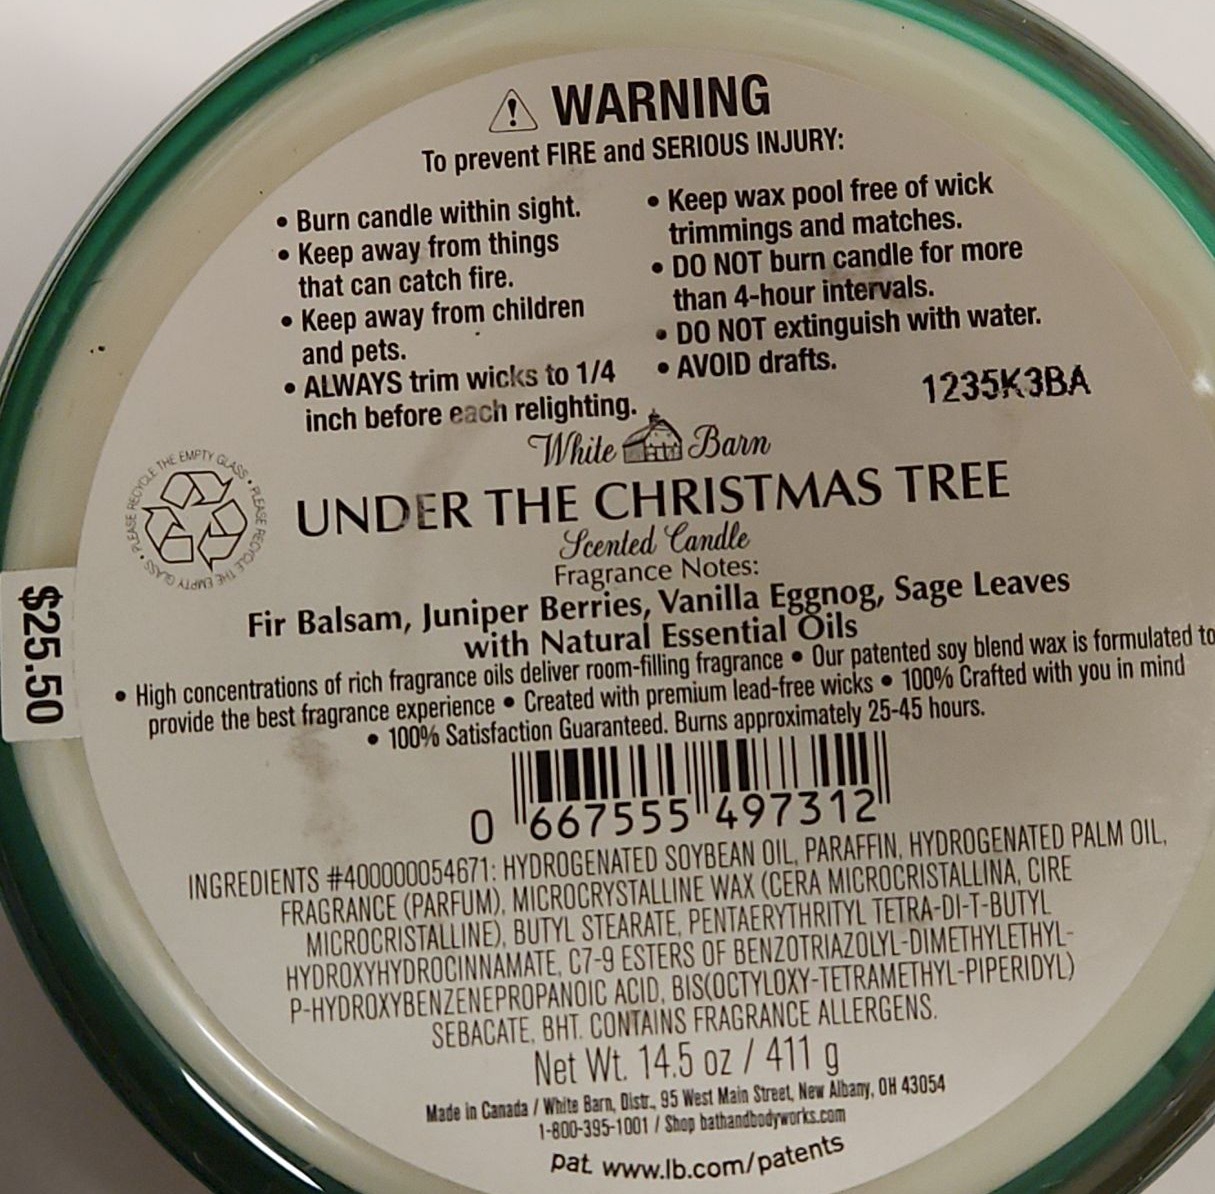 WARNING
To prevent FIRE and SERIOUS INJURY:
• Burn candle within sight.
• Keep away from things
that can catch fire.
• Keep away from children
and pets.
• ALWAYS trim wicks to 1/4
inch before each relighting.
• Keep wax pool free of wick
trimmings and matches.
• DO NOT burn candle for more
than 4-hour intervals.
• DO NOT extinguish with water.
• AVOID drafts.
1235K3BA
White Barn
PLEASE RECYCLE THE EMPTY GLASS • PLEASE RECYCLE THE EMPTY GLASS •
UNDER THE CHRISTMAS TREE
Scented Candle
Fragrance Notes:
Fir Balsam, Juniper Berries, Vanilla Eggnog, Sage Leaves
with Natural Essential Oils
• High concentrations of rich fragrance oils deliver room-filling fragrance • Our patented soy blend wax is formulated to
provide the best fragrance experience • Created with premium lead-free wicks • 100% Crafted with you in mind
• 100% Satisfaction Guaranteed. Burns approximately 25-45 hours.
$25.50
0 667555 497312
INGREDIENTS #400000054671: HYDROGENATED SOYBEAN OIL, PARAFFIN, HYDROGENATED PALM OIL,
FRAGRANCE (PARFUM), MICROCRYSTALLINE WAX (CERA MICROCRISTALLINA, CIRE
MICROCRISTALLINE), BUTYL STEARATE, PENTAERYTHRITYL TETRA-DI-T-BUTYL
HYDROXYHYDROCINNAMATE, C7-9 ESTERS OF BENZOTRIAZOLYL-DIMETHYLETHYL-
P-HYDROXYBENZENEPROPANOIC ACID, BIS(OCTYLOXY-TETRAMETHYL-PIPERIDYL)
SEBACATE, BHT. CONTAINS FRAGRANCE ALLERGENS.
Net Wt. 14.5 oz / 411 g
Made in Canada / White Barn, Distr., 95 West Main Street, New Albany, OH 43054
1-800-395-1001 / Shop bathandbodyworks.com
pat. www.lb.com/patents